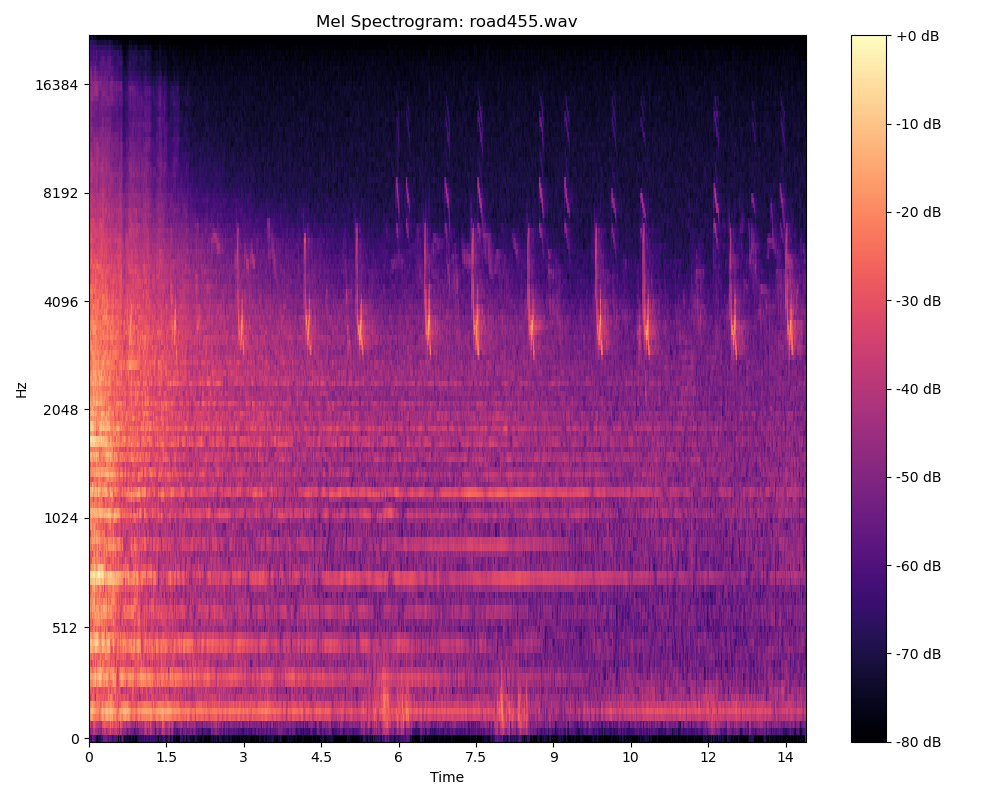 Mel Spectrogram: road455.wav
+0 dB
16384
-10 dB
8192
-20 dB
4096
-30 dB
Hz
2048
-40 dB
-50 dB
1024
-60 dB
512
-70 dB
0
-80 dB
0 1.5 3 4.5 6 7.5 9 10 12 14
Time